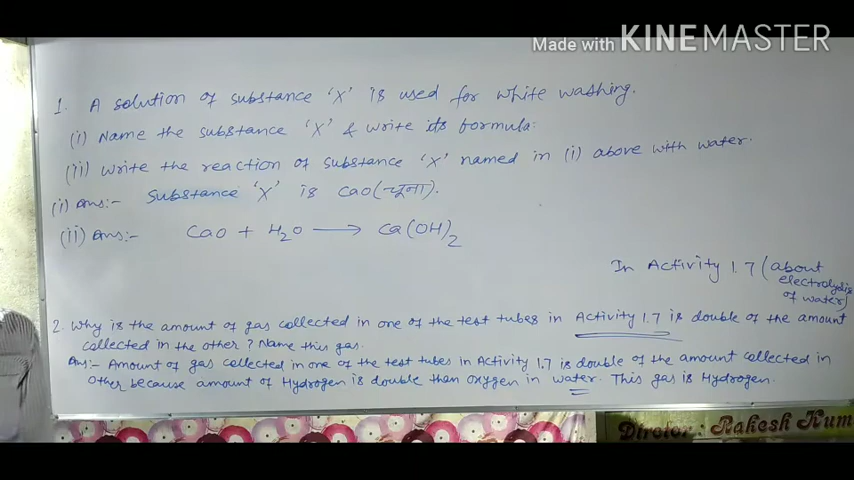 Made with KINEMASTER
1. A solution of substance 'X' is used for white washing.
(i) Name the substance 'X' & write its formula.
(ii) Write the reaction of substance 'X' named in (i) above with water.
(i) Ans:- Substance 'X' is CaO (चूना).
(ii) Ans:- CaO + H2O ⟶ Ca(OH)2
In Activity 1.7 (about
electrolysis
of water)
2. Why is the amount of gas collected in one of the test tubes in Activity 1.7 is double of the amount
collected in the other? Name this gas.
Ans:- Amount of gas collected in one of the test tubes in Activity 1.7 is double of the amount collected in
other because amount of Hydrogen is double than oxygen in water. This gas is Hydrogen.
Diretor: Rakesh Kum